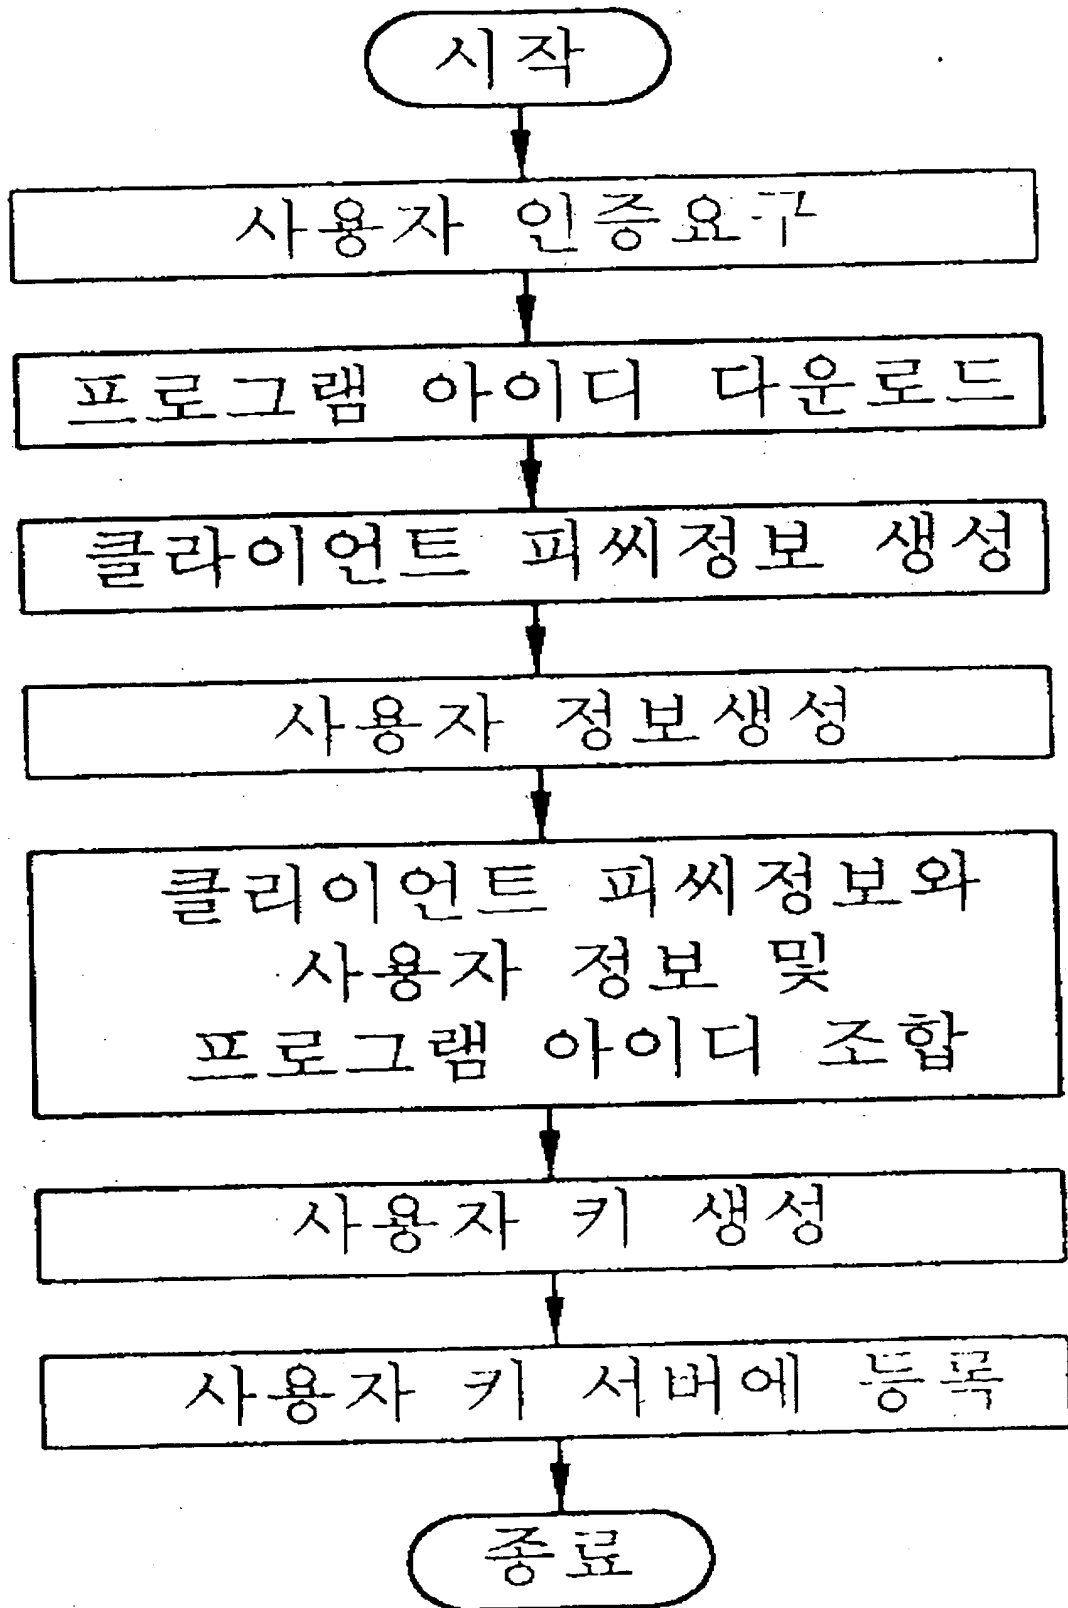 시작
사용자 인증요구
프로그램 아이디 다운로드
클라이언트 피씨정보 생성
사용자 정보생성
클리이언트 피씨정보와
사용자 정보 및
프로그램 아이디 조합
사용자 키 생성
사용자 키 서버에 등록
종료